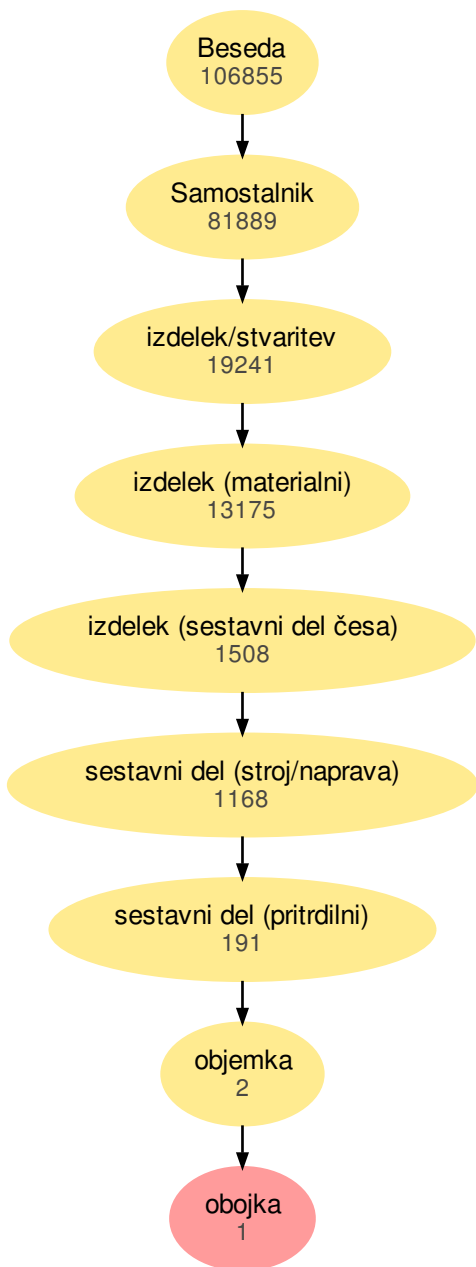 Beseda
106855
Samostalnik
81889
izdelek/stvaritev
19241
izdelek (materialni)
13175
izdelek (sestavni del česa)
1508
sestavni del (stroj/naprava)
1168
sestavni del (pritrdilni)
191
objemka
2
obojka
1